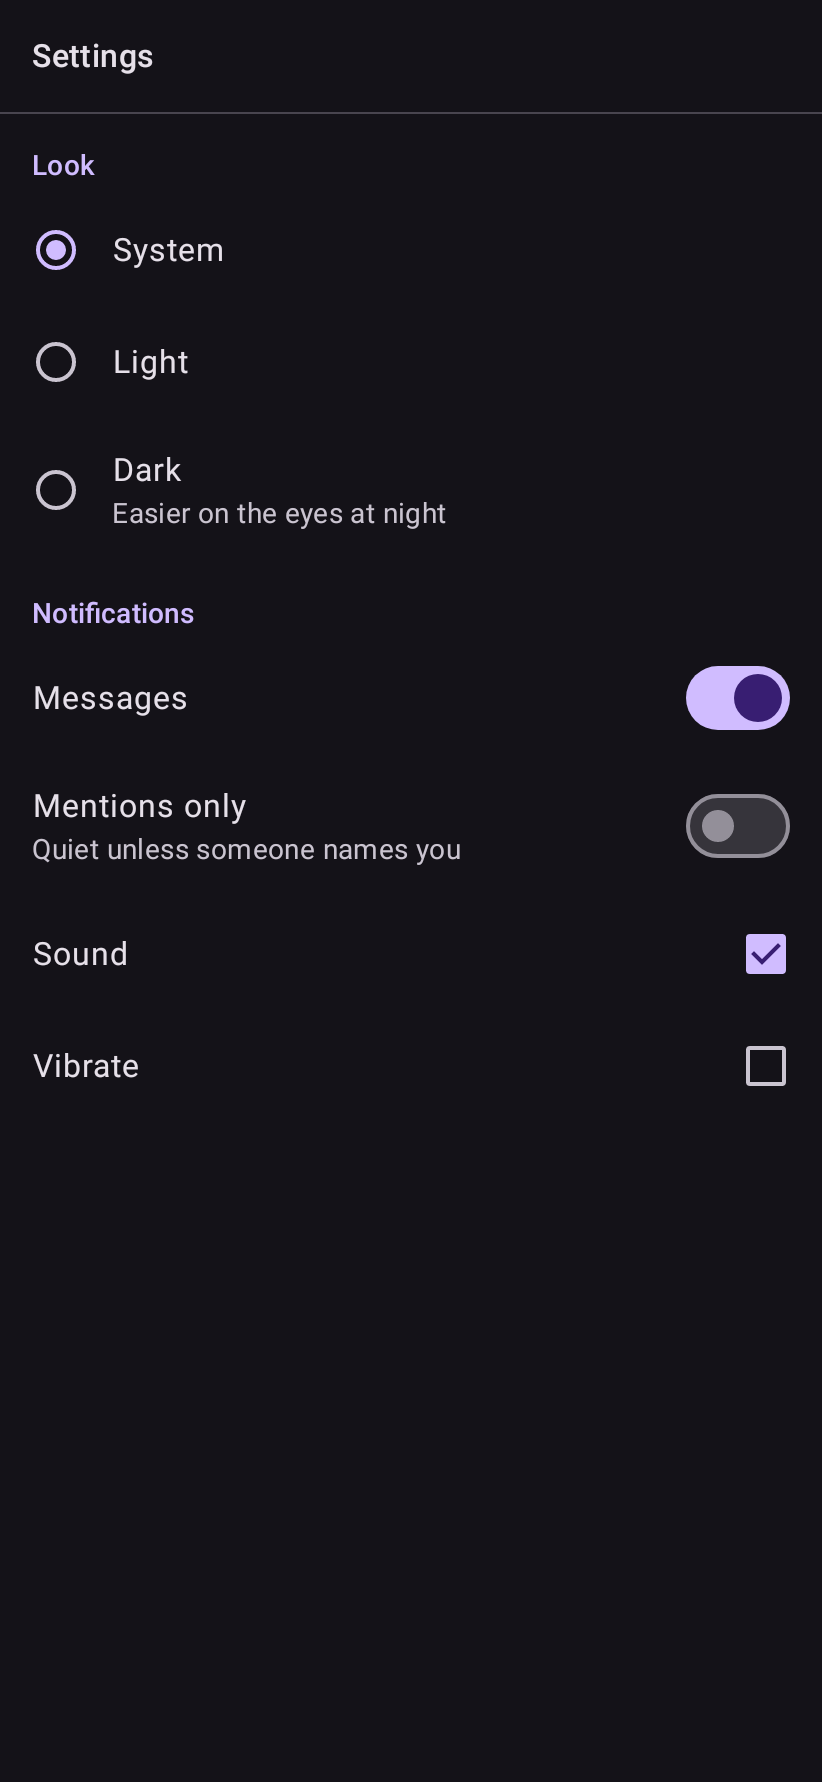 Settings
Look
System
Light
Dark
Easier on the eyes at night
Notifications
Messages
Mentions only
Quiet unless someone names you
Sound
Vibrate